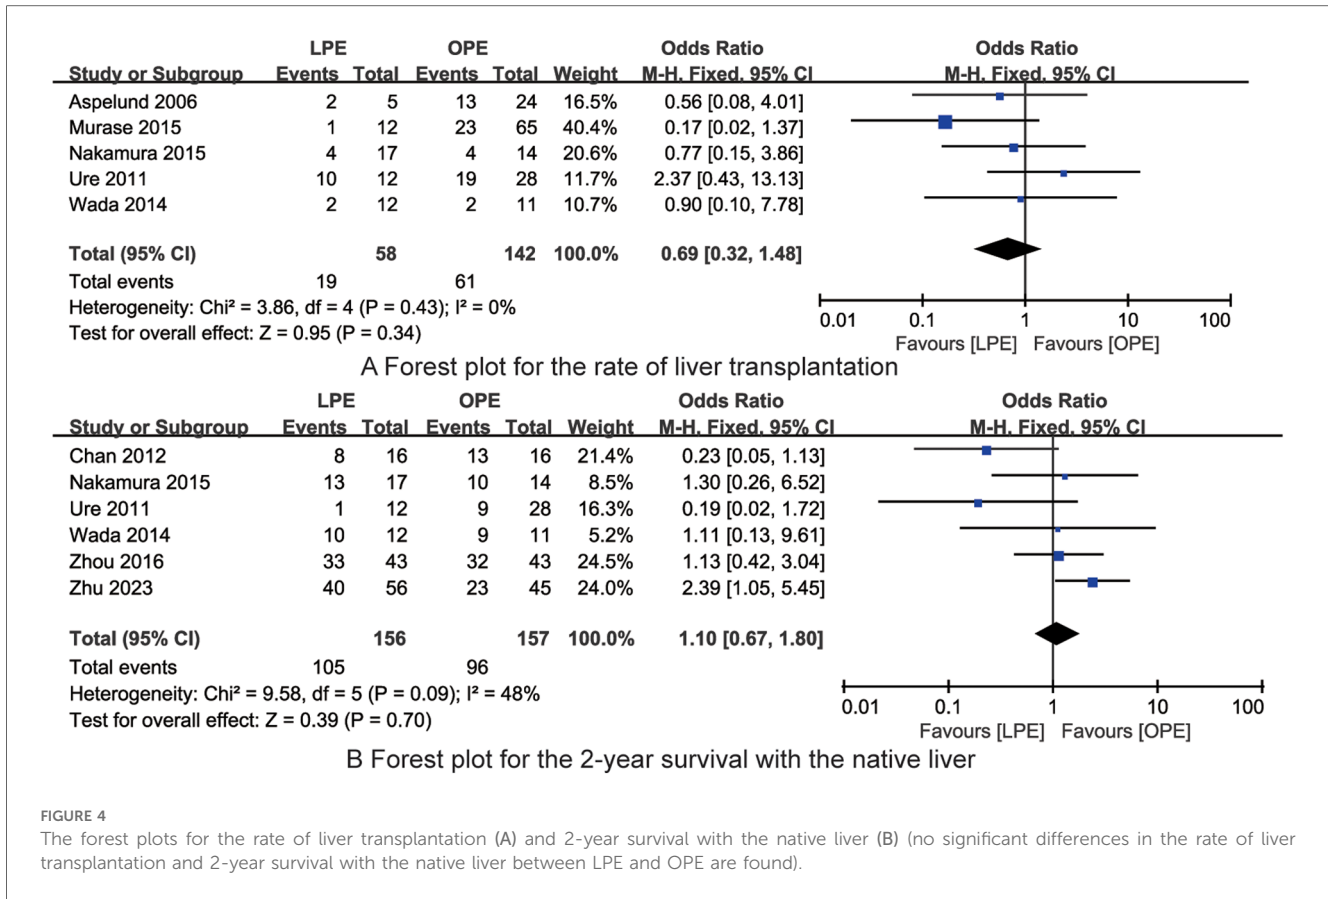 LPE OPE Odds Ratio Odds Ratio
Study or Subgroup Events Total Events Total Weight M-H. Fixed. 95% CI M-H. Fixed. 95% CI
Aspelund 2006 2 5 13 24 16.5% 0.56 [0.08, 4.01]
Murase 2015 1 12 23 65 40.4% 0.17 [0.02, 1.37]
Nakamura 2015 4 17 4 14 20.6% 0.77 [0.15, 3.86]
Ure 2011 10 12 19 28 11.7% 2.37 [0.43, 13.13]
Wada 2014 2 12 2 11 10.7% 0.90 [0.10, 7.78]
Total (95% CI) 58 142 100.0% 0.69 [0.32, 1.48]
Total events 19 61
Heterogeneity: Chi² = 3.86, df = 4 (P = 0.43); I² = 0%
Test for overall effect: Z = 0.95 (P = 0.34)
0.01 0.1 1 10 100
Favours [LPE] Favours [OPE]
A Forest plot for the rate of liver transplantation
LPE OPE Odds Ratio Odds Ratio
Study or Subgroup Events Total Events Total Weight M-H. Fixed. 95% CI M-H. Fixed. 95% CI
Chan 2012 8 16 13 16 21.4% 0.23 [0.05, 1.13]
Nakamura 2015 13 17 10 14 8.5% 1.30 [0.26, 6.52]
Ure 2011 1 12 9 28 16.3% 0.19 [0.02, 1.72]
Wada 2014 10 12 9 11 5.2% 1.11 [0.13, 9.61]
Zhou 2016 33 43 32 43 24.5% 1.13 [0.42, 3.04]
Zhu 2023 40 56 23 45 24.0% 2.39 [1.05, 5.45]
Total (95% CI) 156 157 100.0% 1.10 [0.67, 1.80]
Total events 105 96
Heterogeneity: Chi² = 9.58, df = 5 (P = 0.09); I² = 48%
Test for overall effect: Z = 0.39 (P = 0.70)
0.01 0.1 1 10 100
Favours [LPE] Favours [OPE]
B Forest plot for the 2-year survival with the native liver
FIGURE 4
The forest plots for the rate of liver transplantation (A) and 2-year survival with the native liver (B) (no significant differences in the rate of liver
transplantation and 2-year survival with the native liver between LPE and OPE are found).